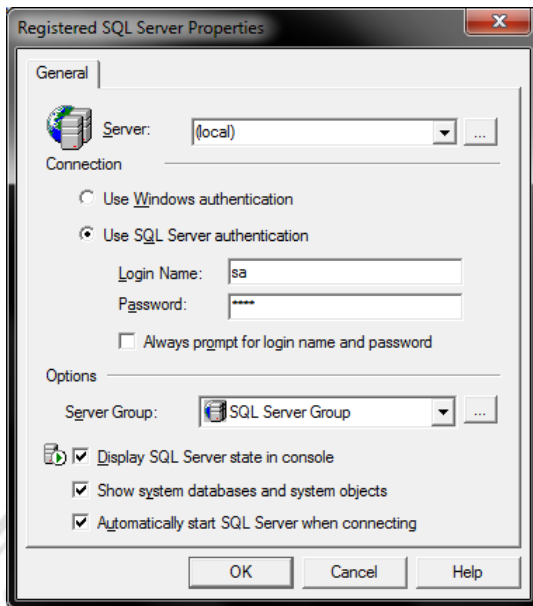 Registered SQL Server Properties
General
Server: (local) ...
Connection
Use Windows authentication
Use SQL Server authentication
Login Name: sa
Password: ****
Always prompt for login name and password
Options
Server Group: SQL Server Group ...
Display SQL Server state in console
Show system databases and system objects
Automatically start SQL Server when connecting
OK Cancel Help